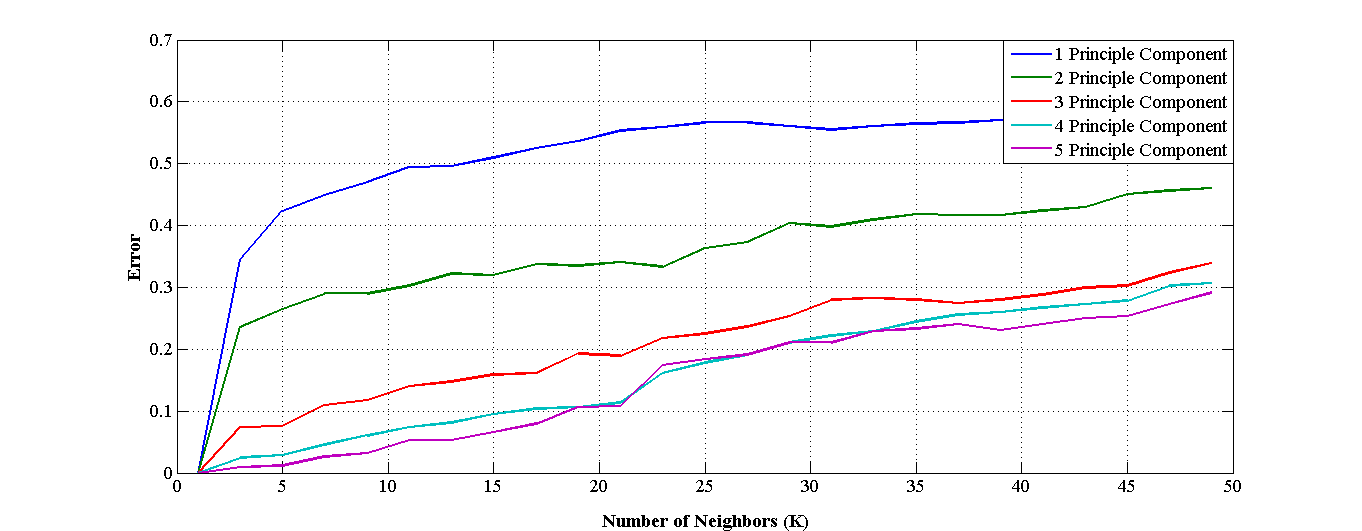 0.7
0.6
0.5
0.4
0.3
0.2
0.1
0
Error
1 Principle Component
2 Principle Component
3 Principle Component
4 Principle Component
5 Principle Component
0 5 10 15 20 25 30 35 40 45 50
Number of Neighbors (K)